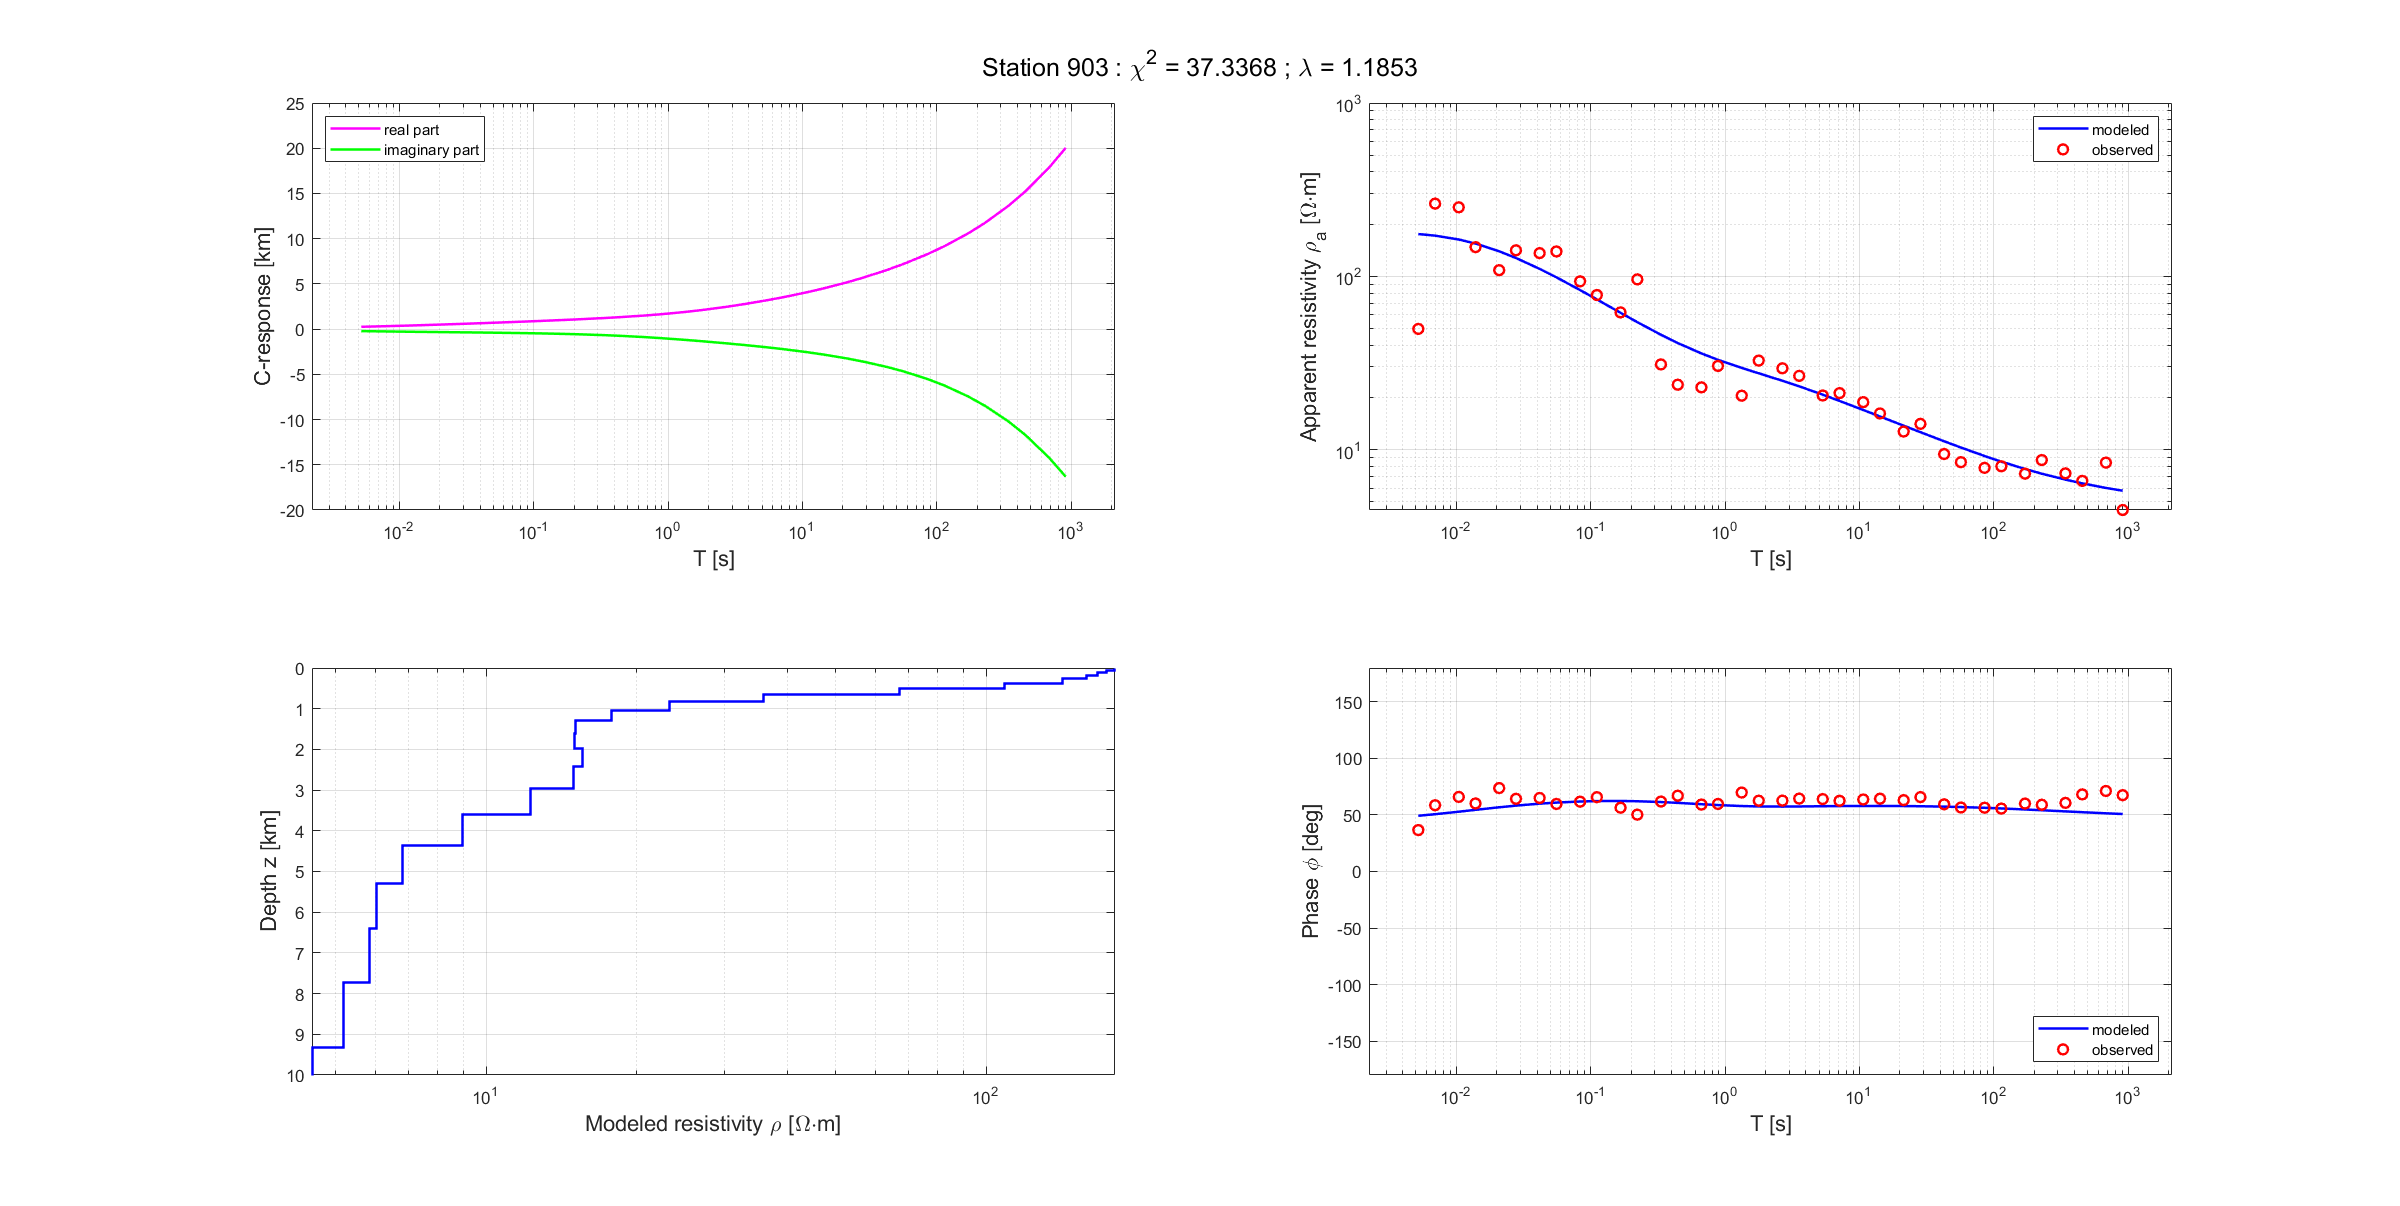 Station 903 : χ² = 37.3368 ; λ = 1.1853
25
20
15
10
5
0
-5
-10
-15
-20
C-response [km]
real part
imaginary part
10⁻² 10⁻¹ 10⁰ 10¹ 10² 10³
T [s]
10³
10²
10¹
Apparent resistivity ρₐ [Ω·m]
modeled
observed
10⁻² 10⁻¹ 10⁰ 10¹ 10² 10³
T [s]
0
1
2
3
4
5
6
7
8
9
10
Depth z [km]
10¹ 10²
Modeled resistivity ρ [Ω·m]
150
100
50
0
-50
-100
-150
Phase ϕ [deg]
modeled
observed
10⁻² 10⁻¹ 10⁰ 10¹ 10² 10³
T [s]